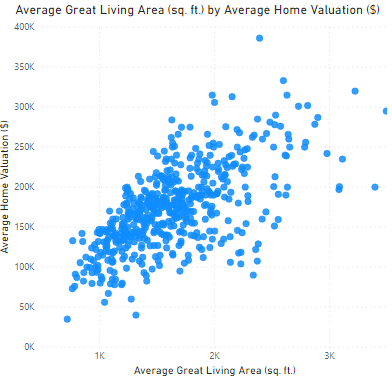 Average Great Living Area (sq. ft.) by Average Home Valuation ($)
400K
350K
300K
250K
200K
150K
100K
50K
0K
Average Home Valuation ($)
1K 2K 3K
Average Great Living Area (sq. ft.)